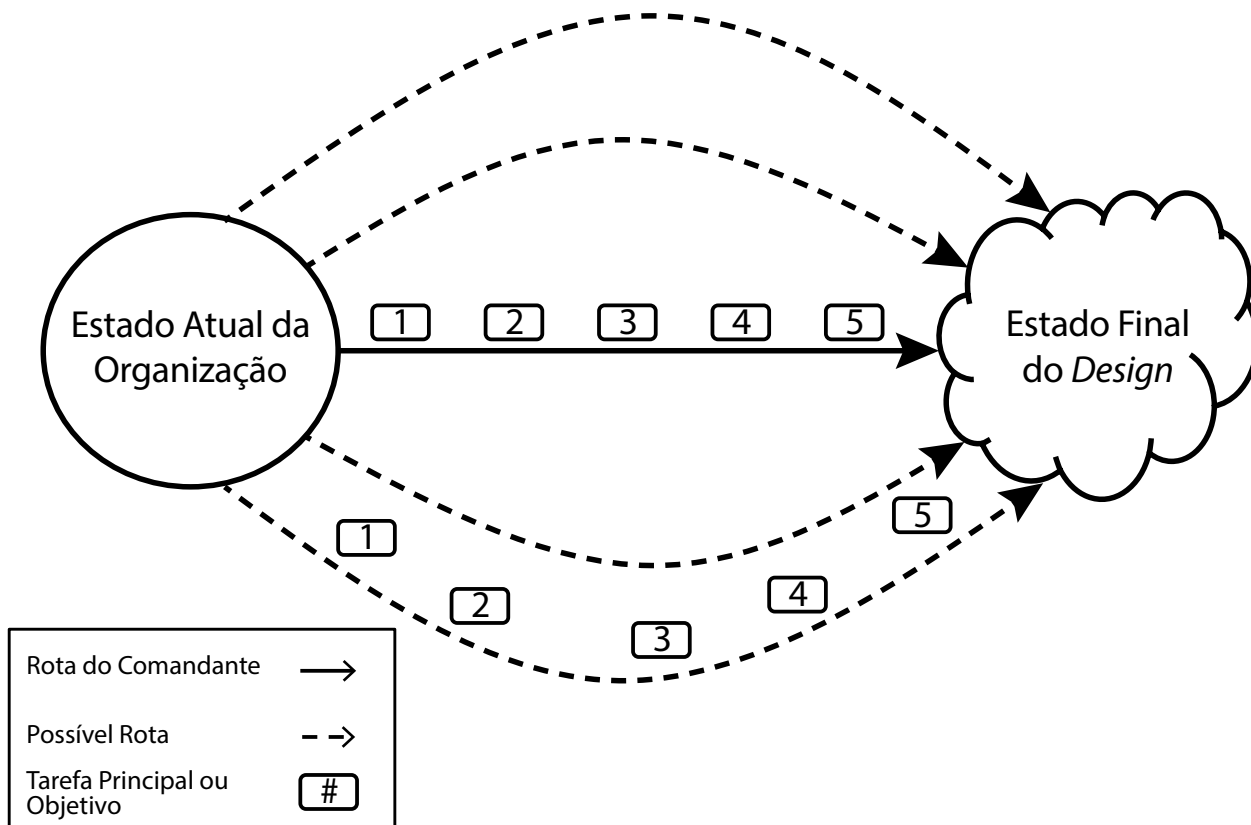 Estado Atual da
Organização
1 2 3 4 5
Estado Final
do Design
1
2
3
4
5
Rota do Comandante
Possível Rota
Tarefa Principal ou
Objetivo
#